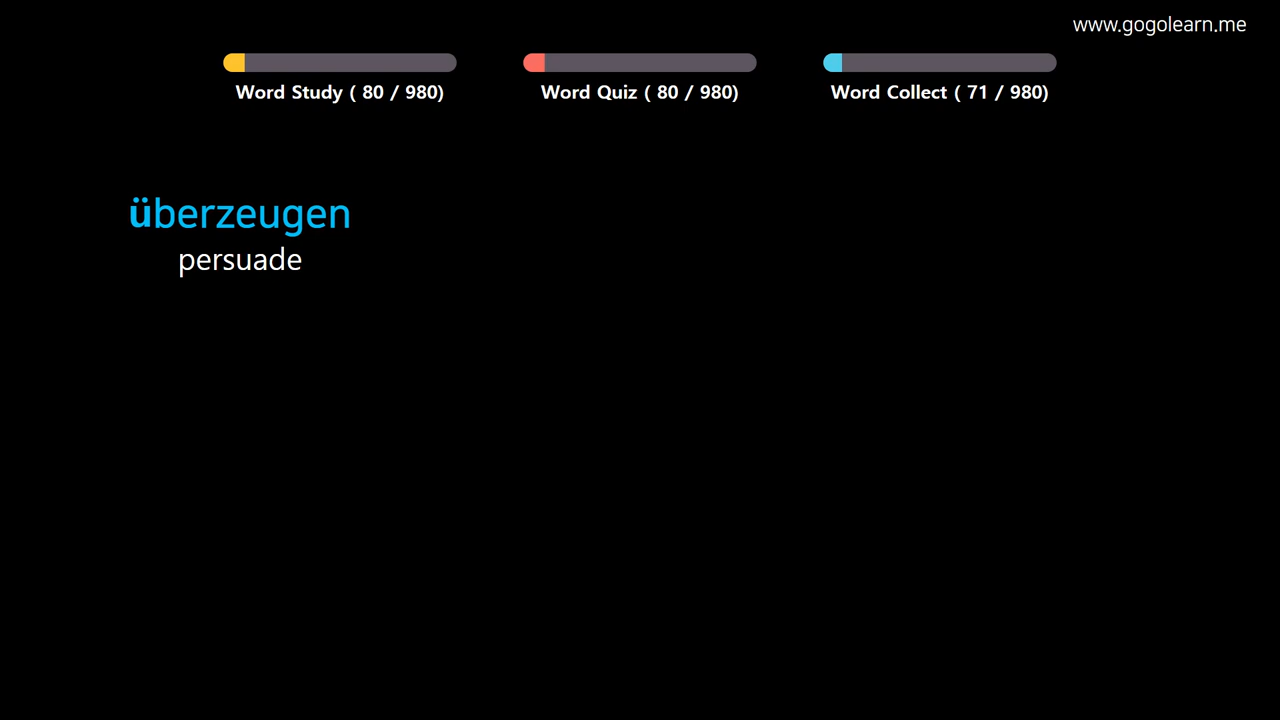 www.gogolearn.me
Word Study ( 80 / 980)
Word Quiz ( 80 / 980)
Word Collect ( 71 / 980)
überzeugen
persuade